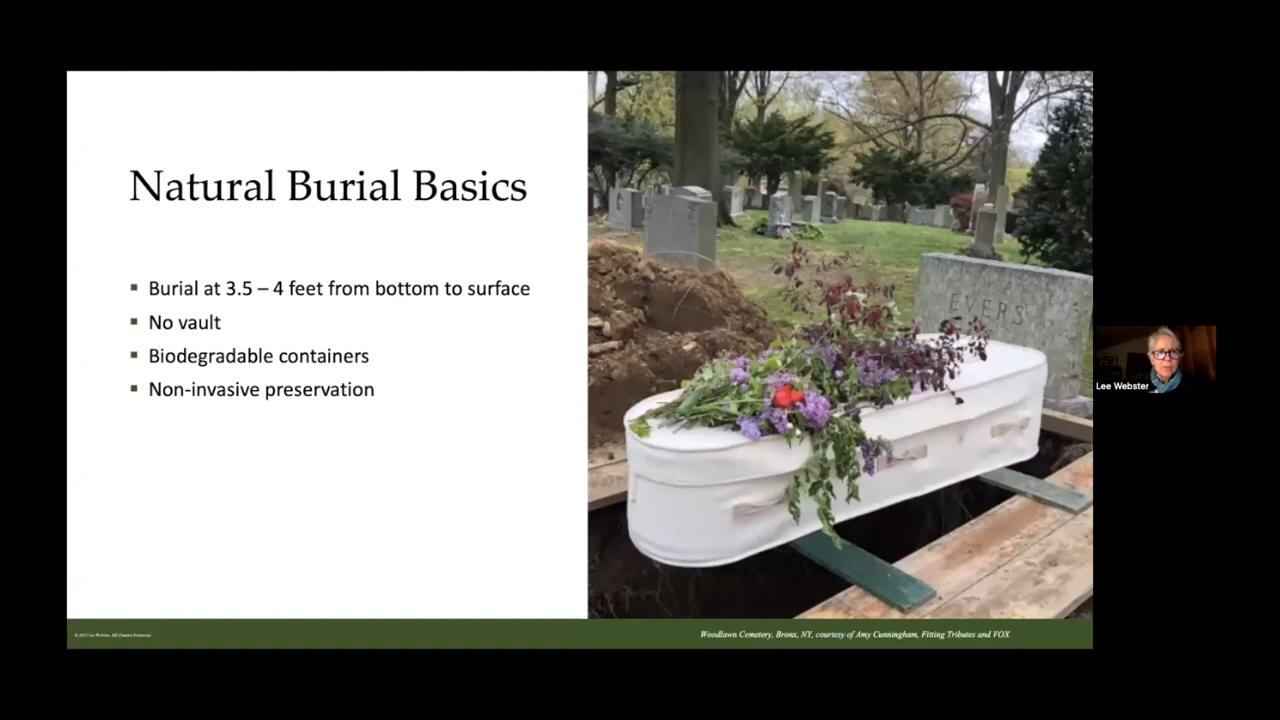 Natural Burial Basics
▪ Burial at 3.5 – 4 feet from bottom to surface
▪ No vault
▪ Biodegradable containers
▪ Non-invasive preservation
EVERS
Lee Webster
Woodlawn Cemetery, Bronx, NY, courtesy of Amy Cunningham, Fitting Tributes and VOX